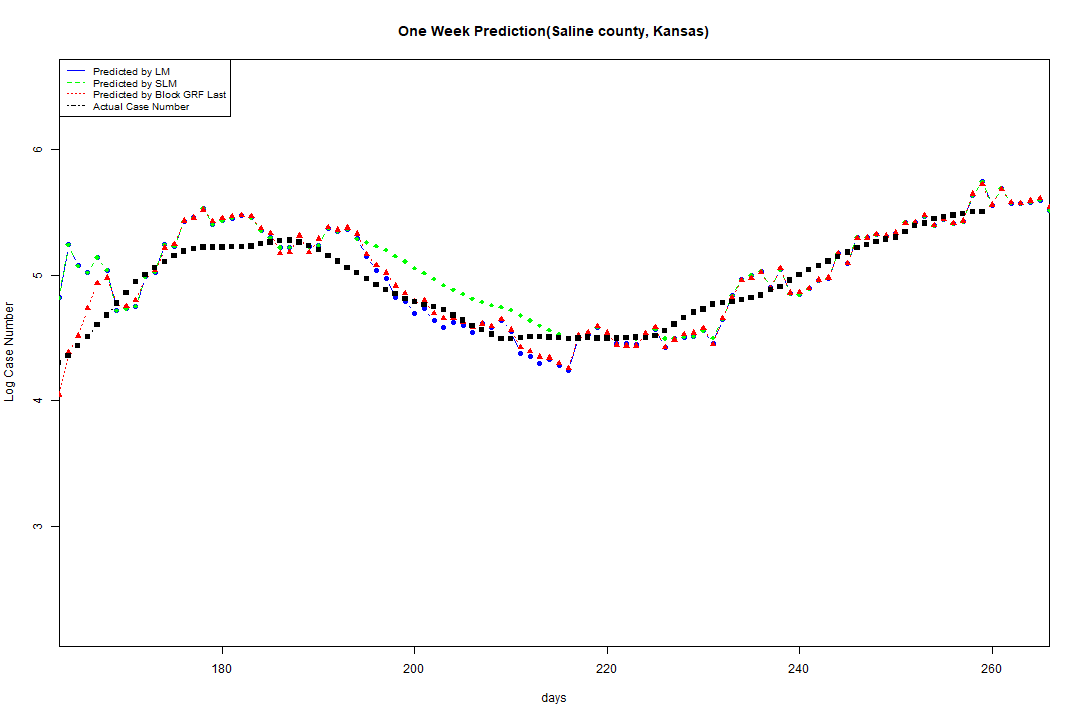 One Week Prediction(Saline county, Kansas)
Predicted by LM
Predicted by SLM
Predicted by Block GRF Last
Actual Case Number
6
5
4
3
Log Case Number
180 200 220 240 260
days